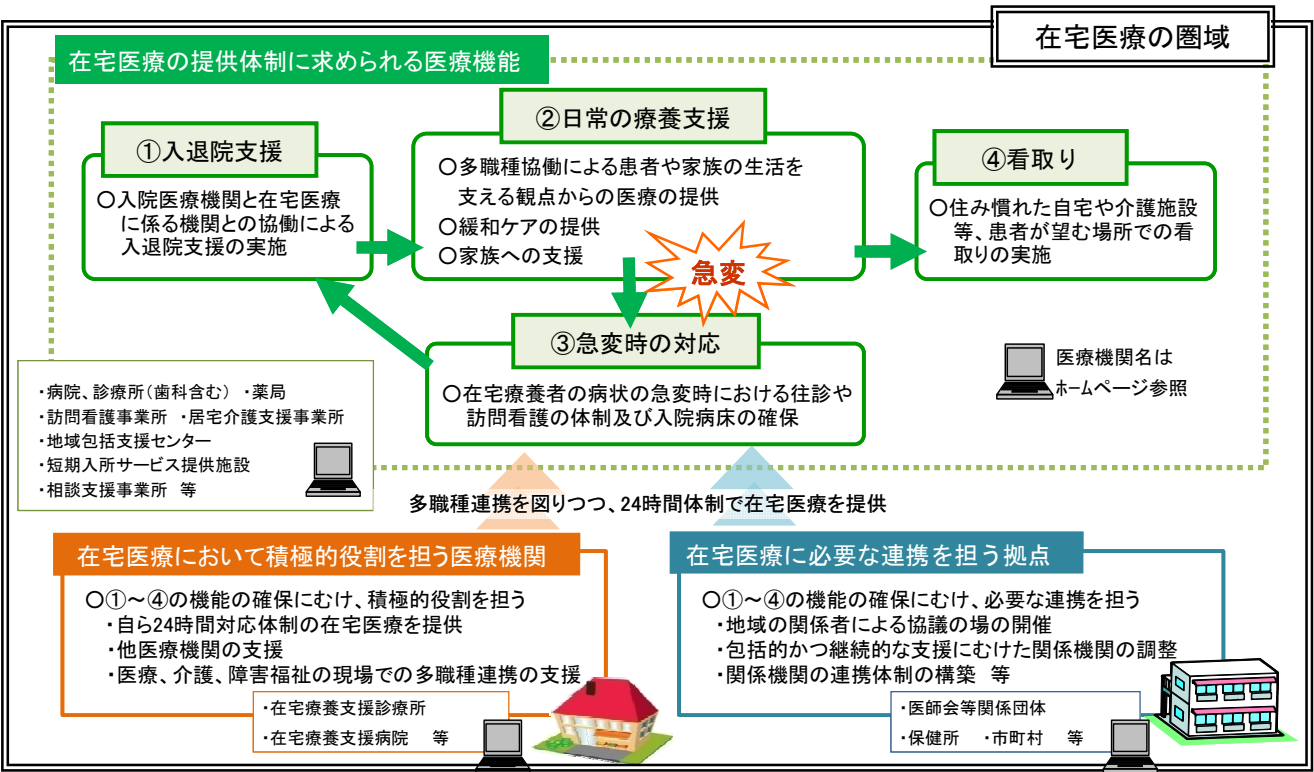 在宅医療の圏域
在宅医療の提供体制に求められる医療機能
①入退院支援
○入院医療機関と在宅医療
に係る機関との協働による
入退院支援の実施
②日常の療養支援
○多職種協働による患者や家族の生活を
支える観点からの医療の提供
○緩和ケアの提供
○家族への支援
急変
④看取り
○住み慣れた自宅や介護施設
等、患者が望む場所での看
取りの実施
③急変時の対応
○在宅療養者の病状の急変時における往診や
訪問看護の体制及び入院病床の確保
医療機関名は
ホームページ参照
・病院、診療所(歯科含む) ・薬局
・訪問看護事業所 ・居宅介護支援事業所
・地域包括支援センター
・短期入所サービス提供施設
・相談支援事業所 等
多職種連携を図りつつ、24時間体制で在宅医療を提供
在宅医療において積極的役割を担う医療機関
○①~④の機能の確保にむけ、積極的役割を担う
・自ら24時間対応体制の在宅医療を提供
・他医療機関の支援
・医療、介護、障害福祉の現場での多職種連携の支援
・在宅療養支援診療所
・在宅療養支援病院 等
在宅医療に必要な連携を担う拠点
○①~④の機能の確保にむけ、必要な連携を担う
・地域の関係者による協議の場の開催
・包括的かつ継続的な支援にむけた関係機関の調整
・関係機関の連携体制の構築 等
・医師会等関係団体
・保健所 ・市町村 等